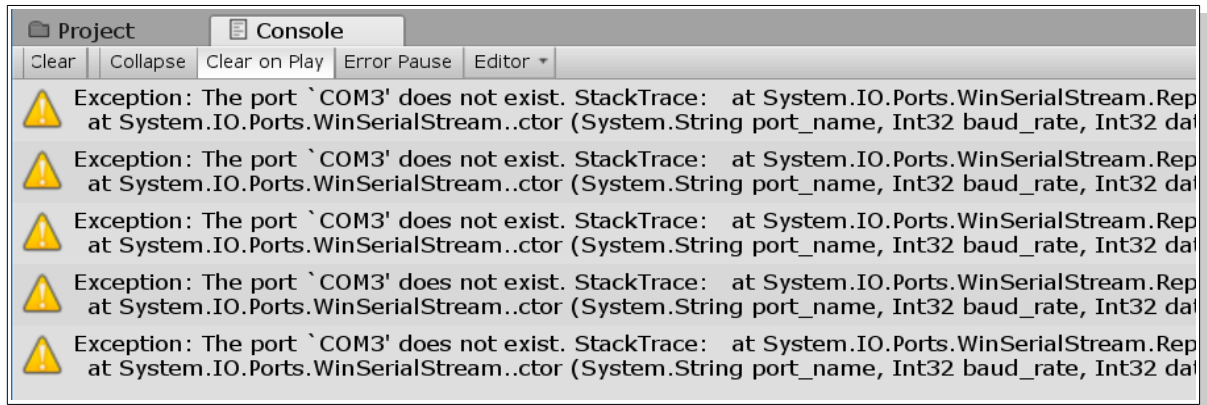 Project Console
Clear Collapse Clear on Play Error Pause Editor
Exception: The port `COM3' does not exist. StackTrace: at System.IO.Ports.WinSerialStream.Rep
at System.IO.Ports.WinSerialStream..ctor (System.String port_name, Int32 baud_rate, Int32 dat
Exception: The port `COM3' does not exist. StackTrace: at System.IO.Ports.WinSerialStream.Rep
at System.IO.Ports.WinSerialStream..ctor (System.String port_name, Int32 baud_rate, Int32 dat
Exception: The port `COM3' does not exist. StackTrace: at System.IO.Ports.WinSerialStream.Rep
at System.IO.Ports.WinSerialStream..ctor (System.String port_name, Int32 baud_rate, Int32 dat
Exception: The port `COM3' does not exist. StackTrace: at System.IO.Ports.WinSerialStream.Rep
at System.IO.Ports.WinSerialStream..ctor (System.String port_name, Int32 baud_rate, Int32 dat
Exception: The port `COM3' does not exist. StackTrace: at System.IO.Ports.WinSerialStream.Rep
at System.IO.Ports.WinSerialStream..ctor (System.String port_name, Int32 baud_rate, Int32 dat